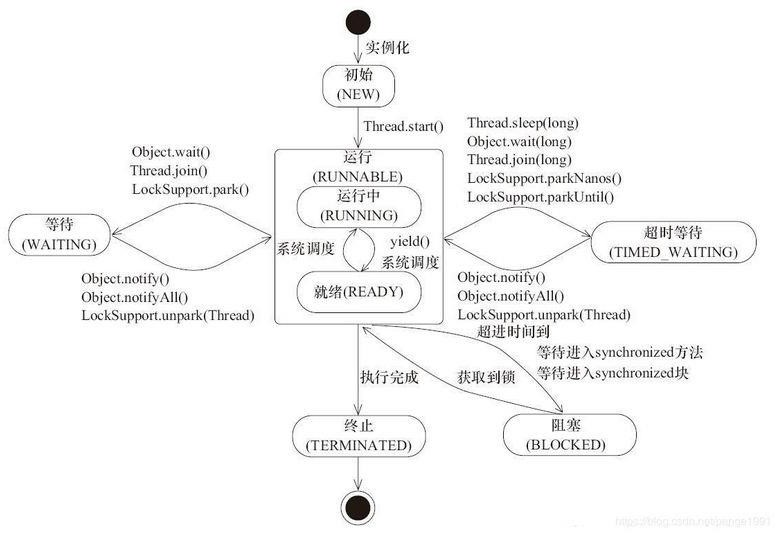 实例化
初始
(NEW)
Thread.start()
Object.wait()
Thread.join()
LockSupport.park()
运行
(RUNNABLE)
运行中
(RUNNING)
Thread.sleep(long)
Object.wait(long)
Thread.join(long)
LockSupport.parkNanos()
LockSupport.parkUntil()
等待
(WAITING)
超时等待
(TIMED_WAITING)
系统调度
yield()
系统调度
就绪(READY)
Object.notify()
Object.notifyAll()
LockSupport.unpark(Thread)
Object.notify()
Object.notifyAll()
LockSupport.unpark(Thread)
超进时间到
等待进入synchronized方法
等待进入synchronized块
执行完成
获取到锁
终止
(TERMINATED)
阻塞
(BLOCKED)
https://blog.csdn.net/pange1991